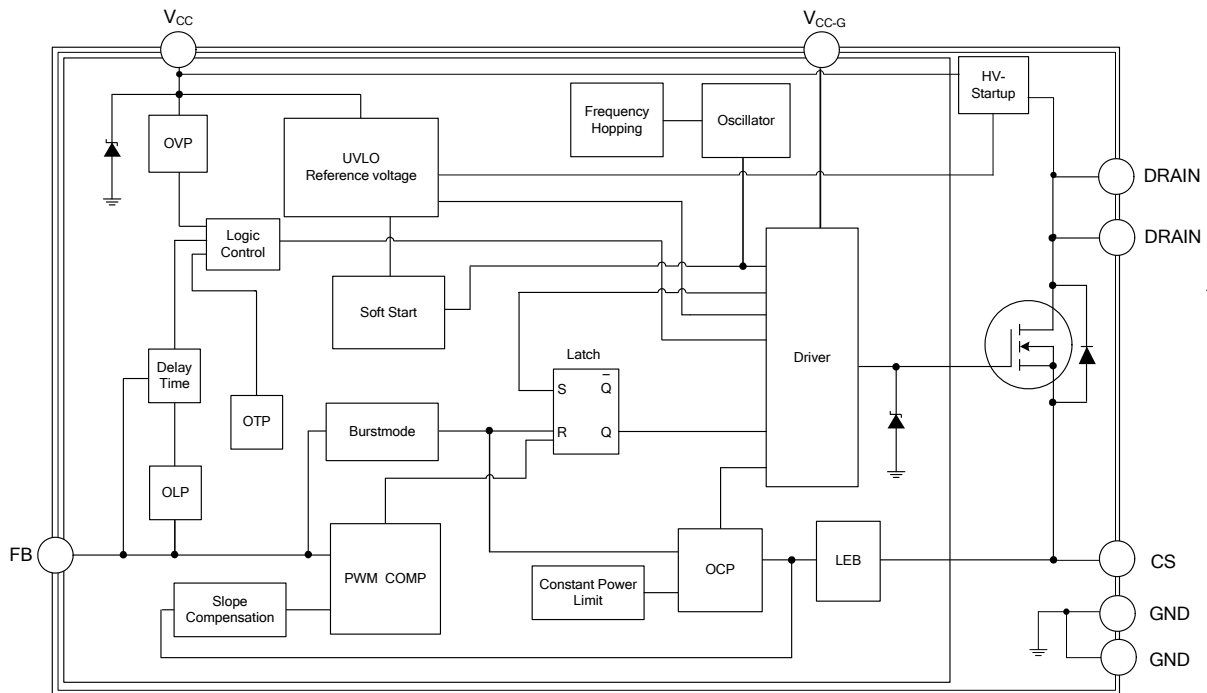 VCC
VCC-G
HV-
Startup
Frequency
Hopping
Oscillator
OVP
UVLO
Reference voltage
DRAIN
DRAIN
Logic
Control
Soft Start
Driver
Latch
Delay
Time
S
Q
R
Q
OTP
Burstmode
OLP
FB
PWM COMP
OCP
LEB
CS
Constant Power
Limit
Slope
Compensation
GND
GND